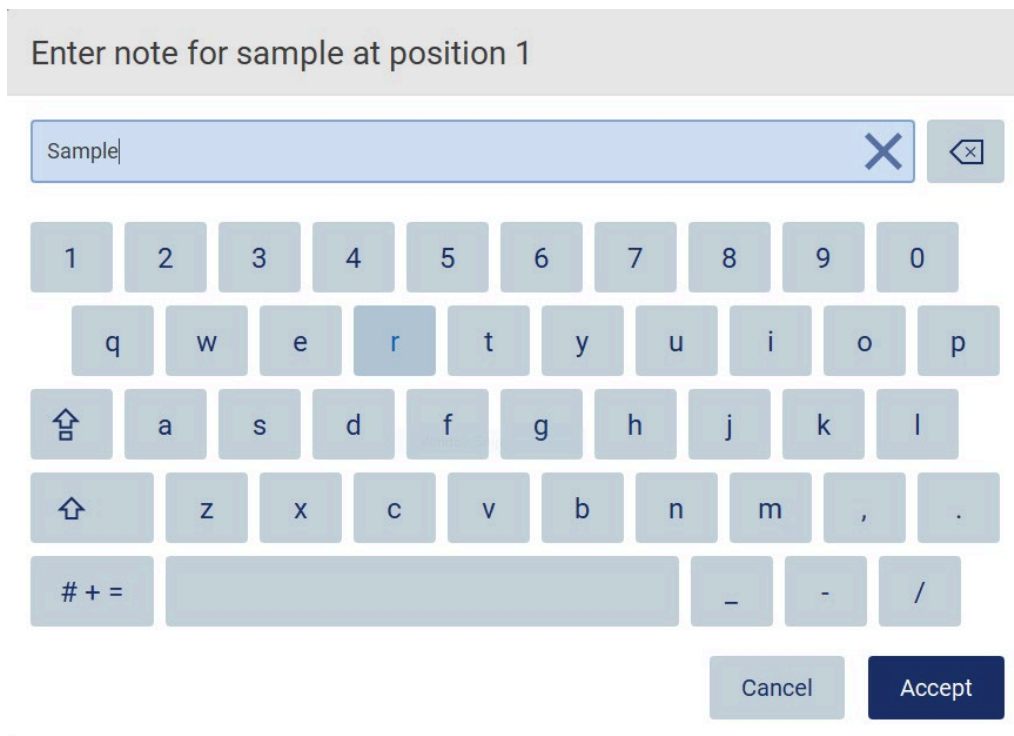 Enter note for sample at position 1
Sample
1 2 3 4 5 6 7 8 9 0
q w e r t y u i o p
a s d f g h j k l
z x c v b n m , .
# + = _ - /
Cancel Accept